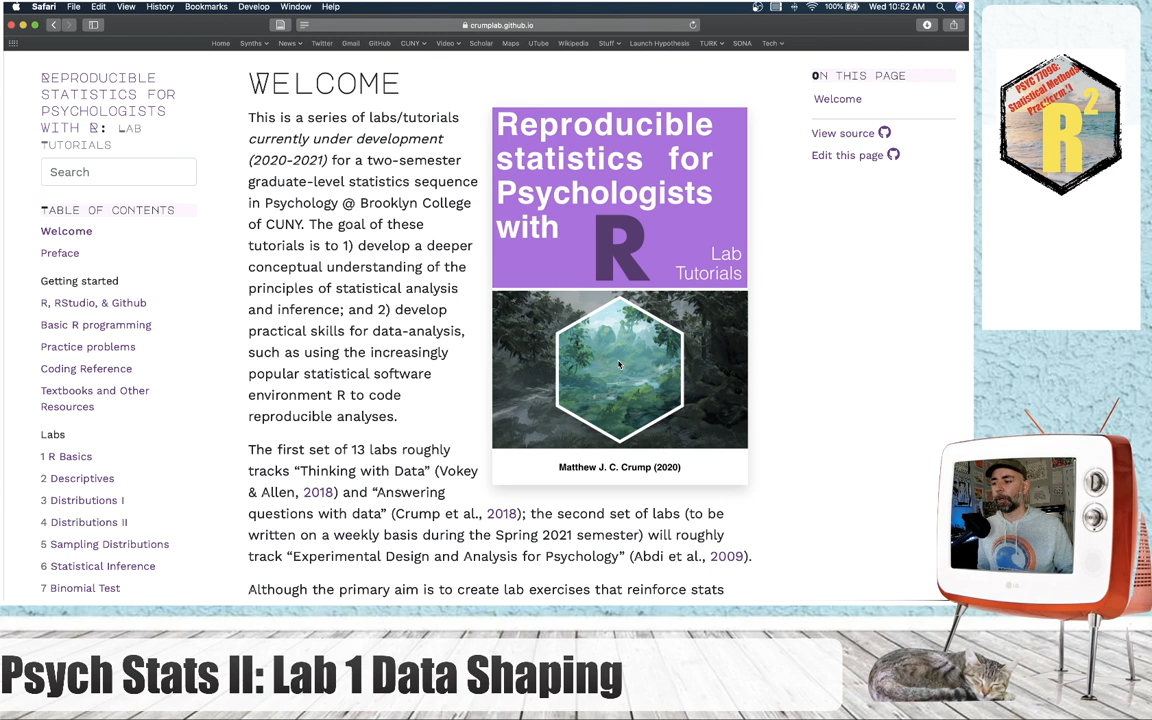 Safari File Edit View History Bookmarks Develop Window Help 100% Wed 10:52 AM
crumplab.github.io
Home Synths News Twitter Gmail GitHub CUNY Video Scholar Maps UTube Wikipedia Stuff Launch Hypothesis TURK SONA Tech
REPRODUCIBLE
STATISTICS FOR
PSYCHOLOGISTS
WITH R: LAB
TUTORIALS
Search
TABLE OF CONTENTS
Welcome
Preface
Getting started
R, RStudio, & Github
Basic R programming
Practice problems
Coding Reference
Textbooks and Other
Resources
Labs
1 R Basics
2 Descriptives
3 Distributions I
4 Distributions II
5 Sampling Distributions
6 Statistical Inference
7 Binomial Test
WELCOME
This is a series of labs/tutorials
currently under development
(2020-2021) for a two-semester
graduate-level statistics sequence
in Psychology @ Brooklyn College
of CUNY. The goal of these
tutorials is to 1) develop a deeper
conceptual understanding of the
principles of statistical analysis
and inference; and 2) develop
practical skills for data-analysis,
such as using the increasingly
popular statistical software
environment R to code
reproducible analyses.
The first set of 13 labs roughly
tracks “Thinking with Data” (Vokey
& Allen, 2018) and “Answering
questions with data” (Crump et al., 2018); the second set of labs (to be
written on a weekly basis during the Spring 2021 semester) will roughly
track “Experimental Design and Analysis for Psychology” (Abdi et al., 2009).
Although the primary aim is to create lab exercises that reinforce stats
Reproducible
statistics for
Psychologists
with R
Lab
Tutorials
Matthew J. C. Crump (2020)
ON THIS PAGE
Welcome
View source
Edit this page
PSYC 7709G:
Statistical Methods
Practicum I
R2
LG
Psych Stats II: Lab 1 Data Shaping